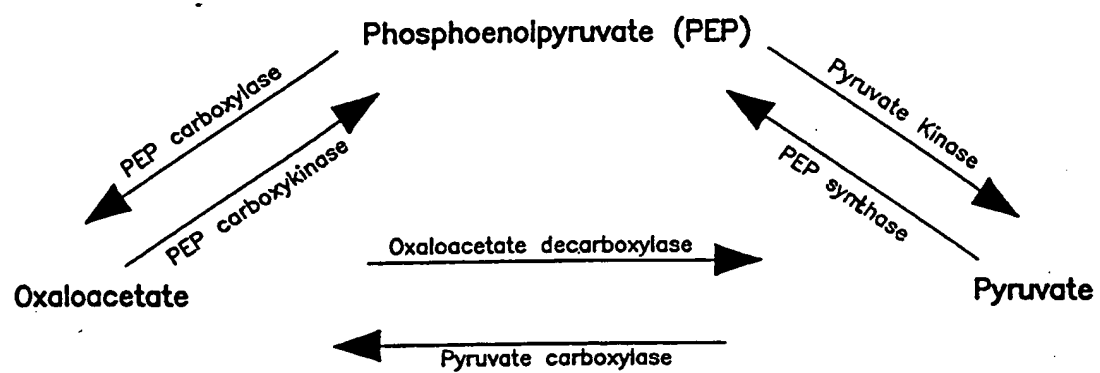 Phosphoenolpyruvate (PEP)
PEP carboxylase
Pyruvate Kinase
PEP carboxykinase
PEP synthase
Oxaloacetate decarboxylase
Oxaloacetate
Pyruvate
Pyruvate carboxylase